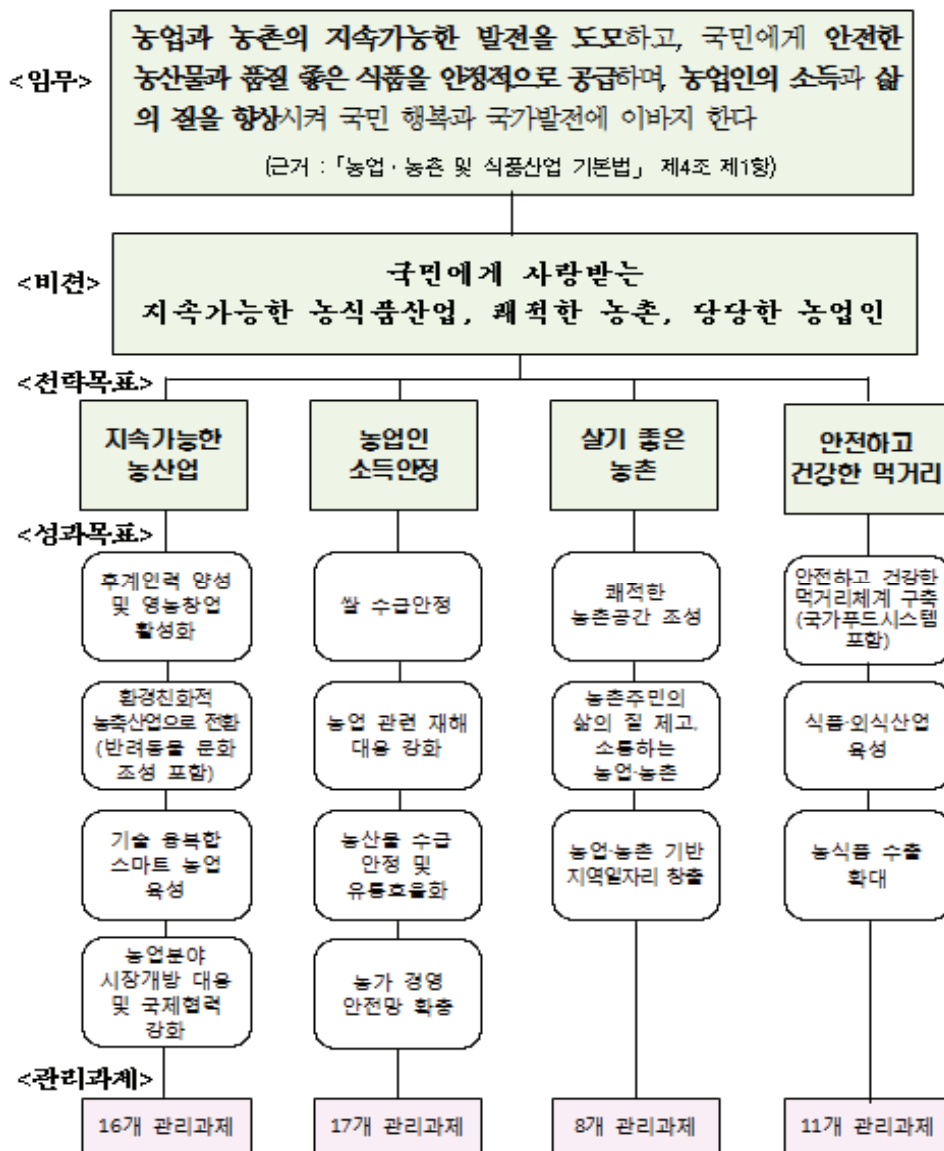 <임무>
농업과 농촌의 지속가능한 발전을 도모하고, 국민에게 안전한
농산물과 품질 좋은 식품을 안정적으로 공급하며, 농업인의 소득과 삶
의 질을 향상시켜 국민 행복과 국가발전에 이바지 한다
(근거 : 「농업·농촌 및 식품산업 기본법」 제4조 제1항)
<비전>
국민에게 사랑받는
지속가능한 농식품산업, 쾌적한 농촌, 당당한 농업인
<전략목표>
지속가능한
농산업
농업인
소득안정
살기 좋은
농촌
안전하고
건강한 먹거리
<성과목표>
후계인력 양성
및 영농창업
활성화
쌀 수급안정
쾌적한
농촌공간 조성
안전하고 건강한
먹거리체계 구축
(국가푸드시스템
포함)
환경친화적
농축산업으로 전환
(반려동물 문화
조성 포함)
농업 관련 재해
대응 강화
농촌주민의
삶의 질 제고,
소통하는
농업·농촌
식품·외식산업
육성
기술 융복합
스마트 농업
육성
농산물 수급
안정 및
유통효율화
농업·농촌 기반
지역일자리 창출
농식품 수출
확대
농업분야
시장개방 대응
및 국제협력
강화
농가 경영
안전망 확충
<관리과제>
16개 관리과제
17개 관리과제
8개 관리과제
11개 관리과제